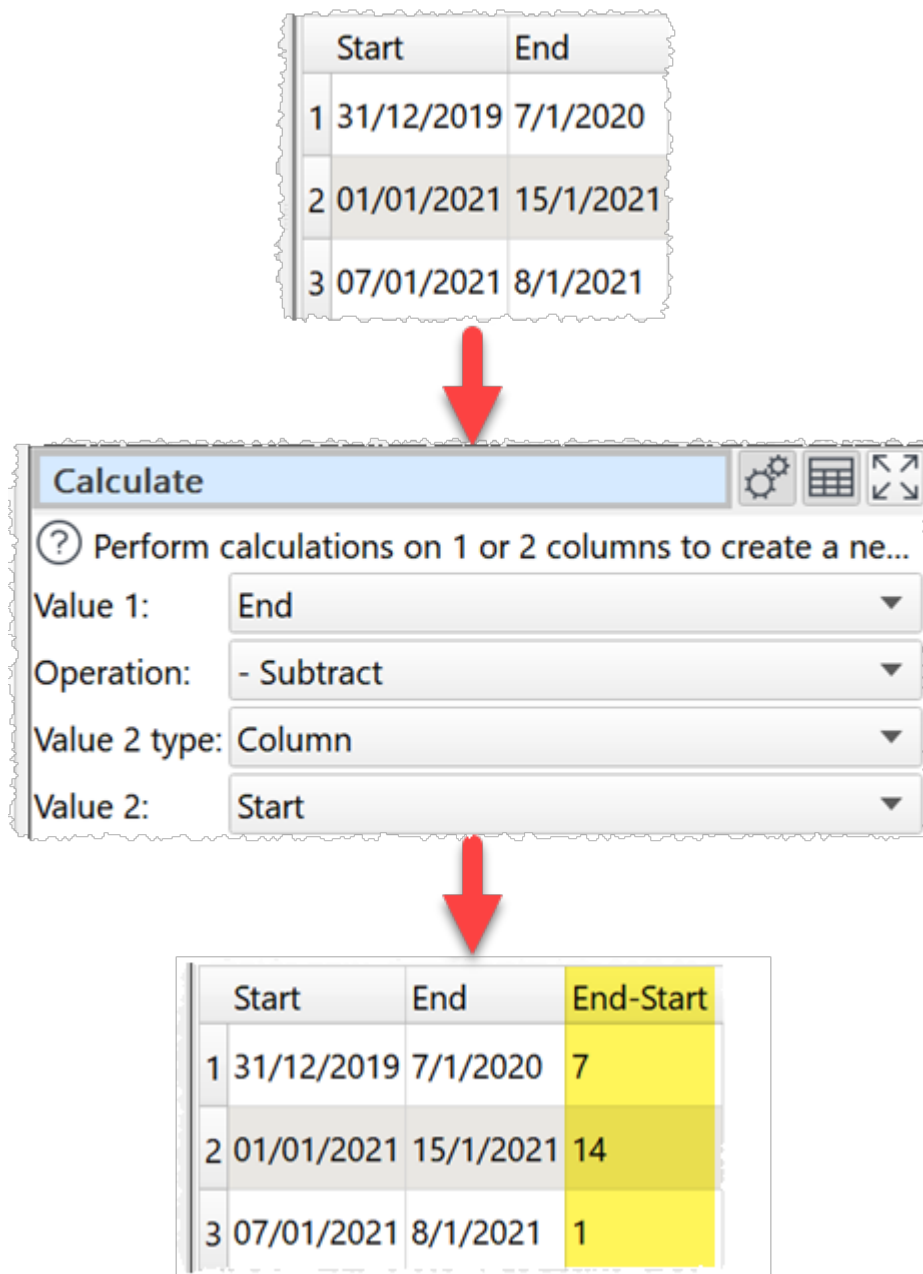 Start End
1 31/12/2019 7/1/2020
2 01/01/2021 15/1/2021
3 07/01/2021 8/1/2021
Calculate
? Perform calculations on 1 or 2 columns to create a ne...
Value 1: End
Operation: - Subtract
Value 2 type: Column
Value 2: Start
Start End End-Start
1 31/12/2019 7/1/2020 7
2 01/01/2021 15/1/2021 14
3 07/01/2021 8/1/2021 1